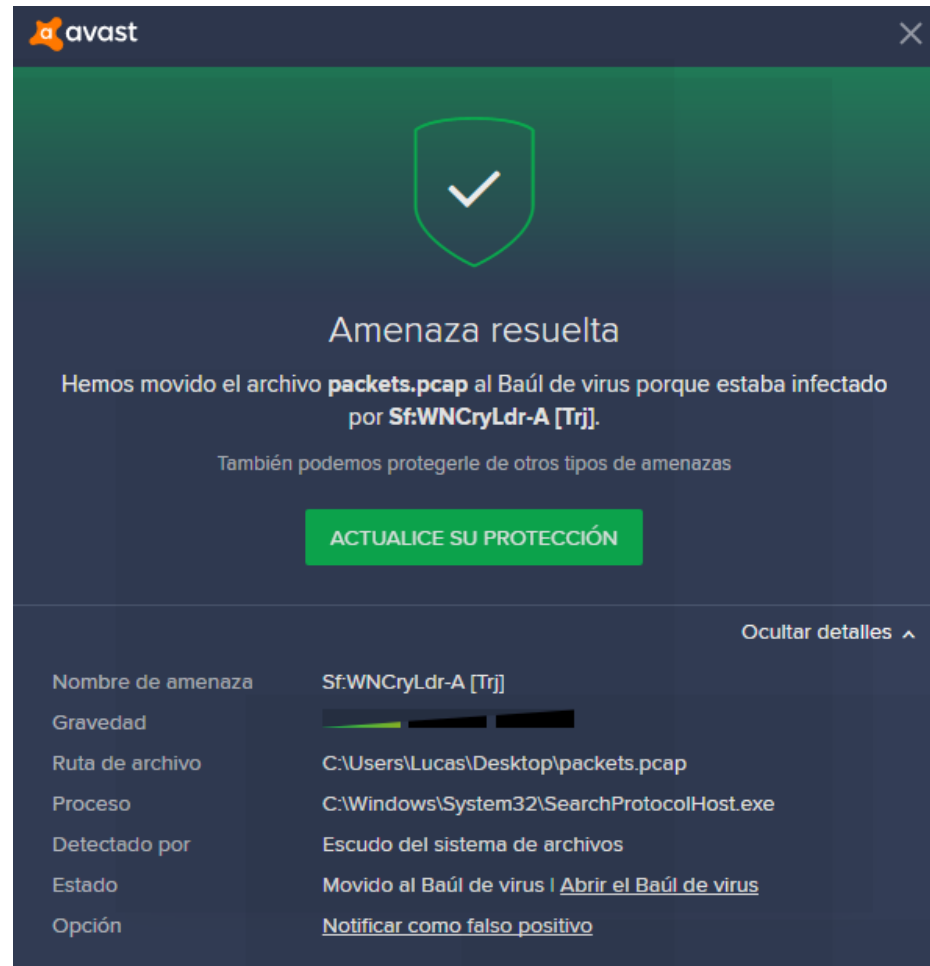 avast
Amenaza resuelta
Hemos movido el archivo packets.pcap al Baúl de virus porque estaba infectado
por Sf:WNCryLdr-A [Trj].
También podemos protegerle de otros tipos de amenazas
ACTUALICE SU PROTECCIÓN
Ocultar detalles
Nombre de amenaza Sf:WNCryLdr-A [Trj]
Gravedad
Ruta de archivo C:\Users\Lucas\Desktop\packets.pcap
Proceso C:\Windows\System32\SearchProtocolHost.exe
Detectado por Escudo del sistema de archivos
Estado Movido al Baúl de virus | Abrir el Baúl de virus
Opción Notificar como falso positivo